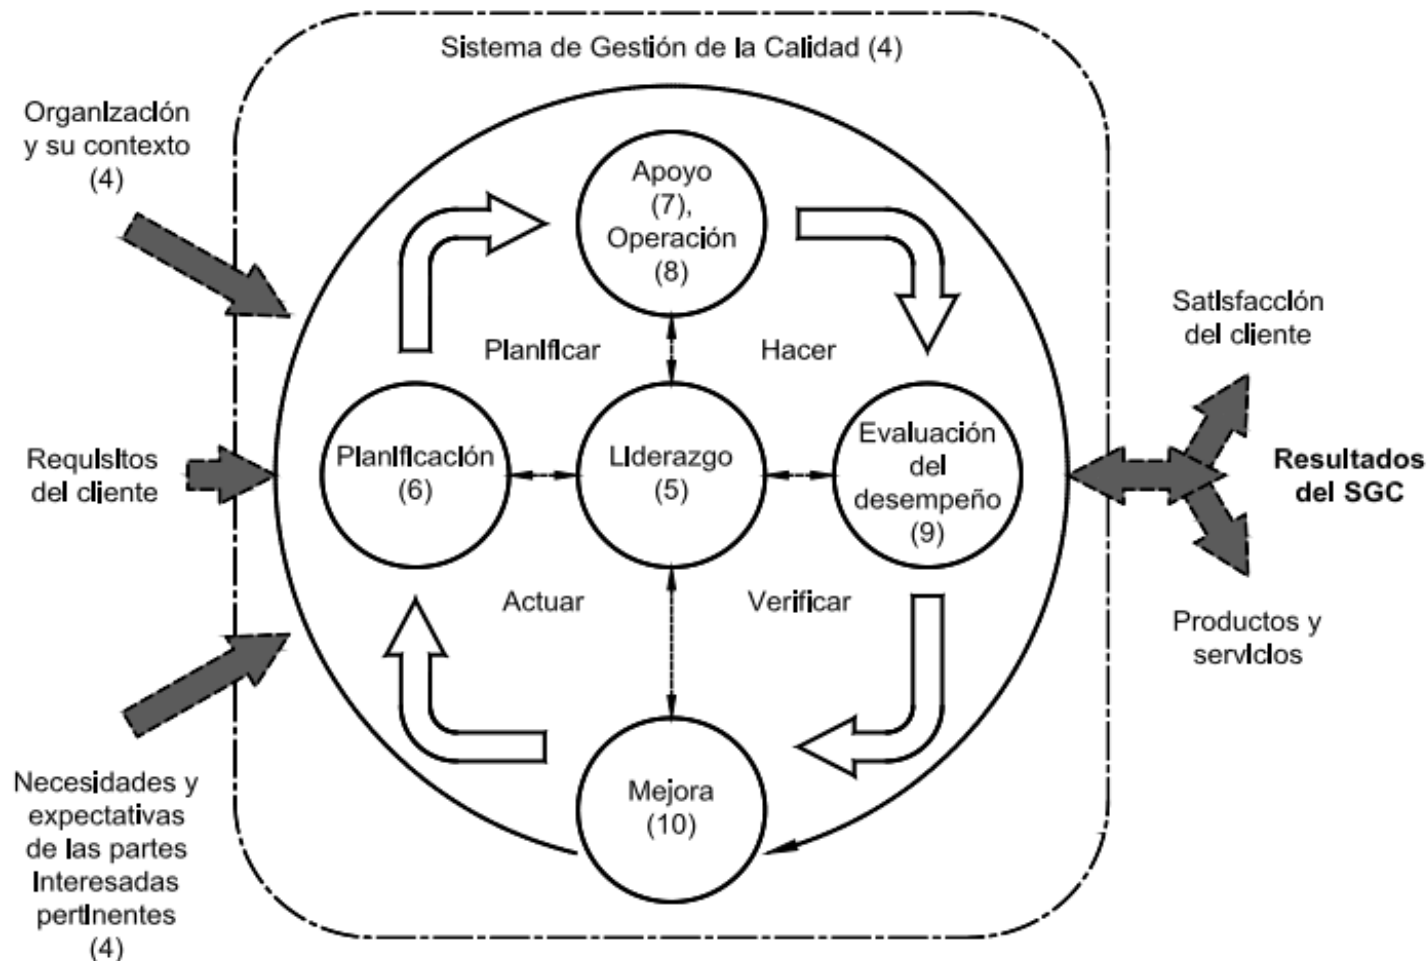 Sistema de Gestión de la Calidad (4)
Organización
y su contexto
(4)
Apoyo
(7),
Operación
(8)
Satisfacción
del cliente
Planificar
Hacer
Requisitos
del cliente
Planificación
(6)
Liderazgo
(5)
Evaluación
del
desempeño
(9)
Resultados
del SGC
Actuar
Verificar
Productos y
servicios
Necesidades y
expectativas
de las partes
Interesadas
pertinentes
(4)
Mejora
(10)